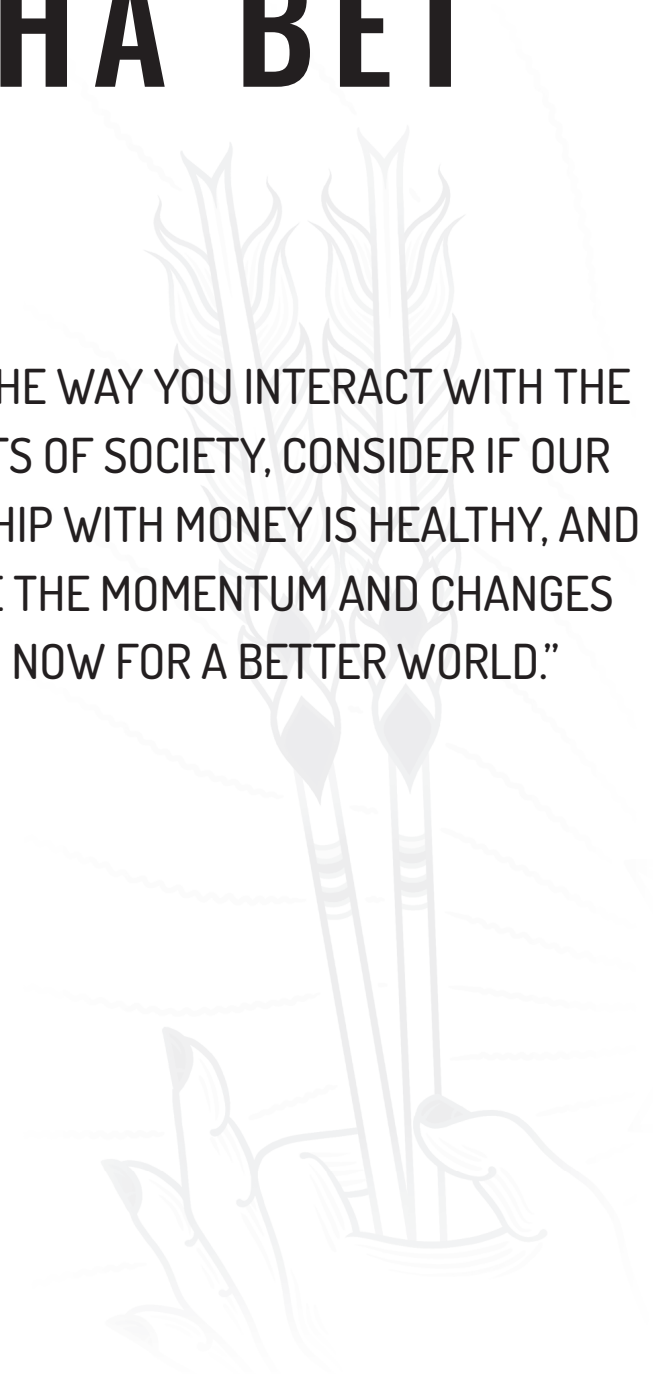 HA BET
HE WAY YOU INTERACT WITH THE
TS OF SOCIETY, CONSIDER IF OUR
HIP WITH MONEY IS HEALTHY, AND
E THE MOMENTUM AND CHANGES
NOW FOR A BETTER WORLD.”